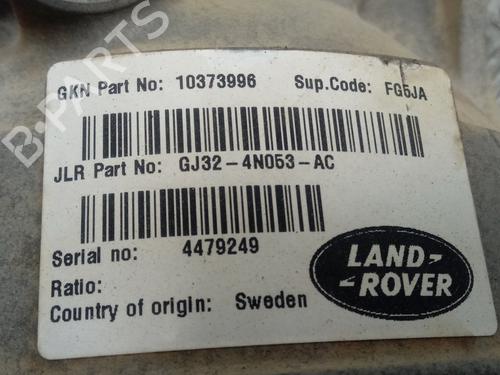 GKN Part No: 10373996 Sup.Code: FG5JA
JLR Part No: GJ32-4N053-AC
Serial no: 4479249
Ratio:
Country of origin: Sweden
LAND-
-ROVER
B-PARTS